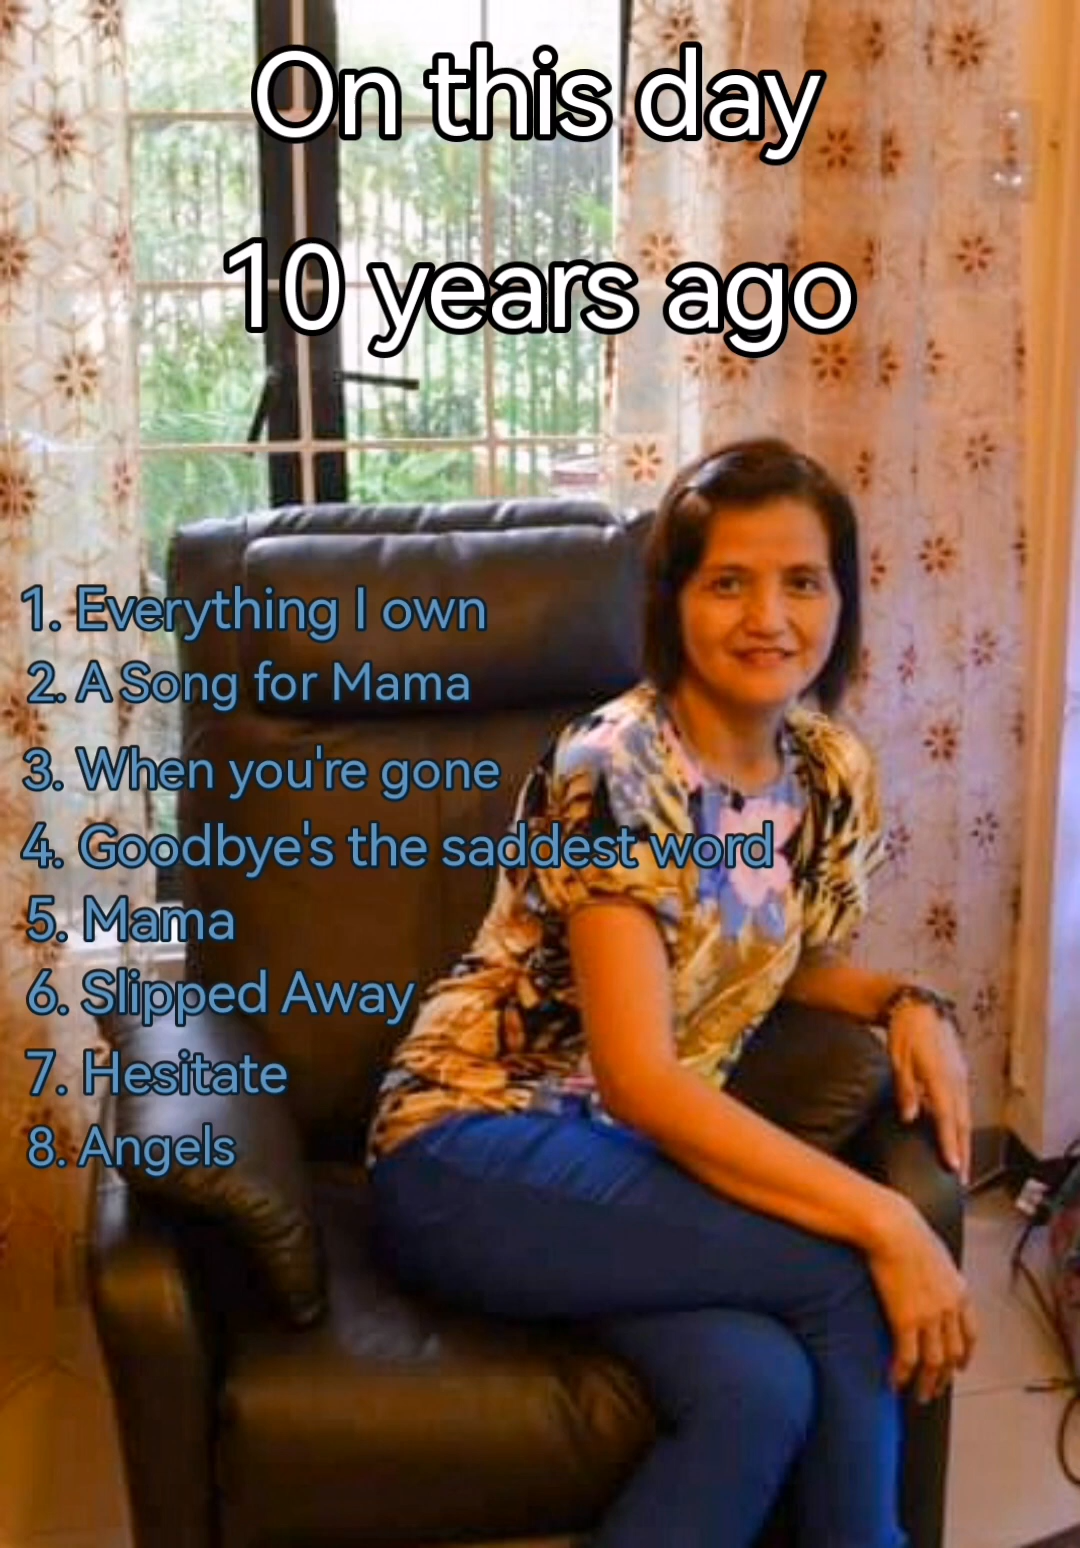 On this day
10 years ago
1. Everything I own
2. A Song for Mama
3. When you're gone
4. Goodbye's the saddest word
5. Mama
6. Slipped Away
7. Hesitate
8. Angels